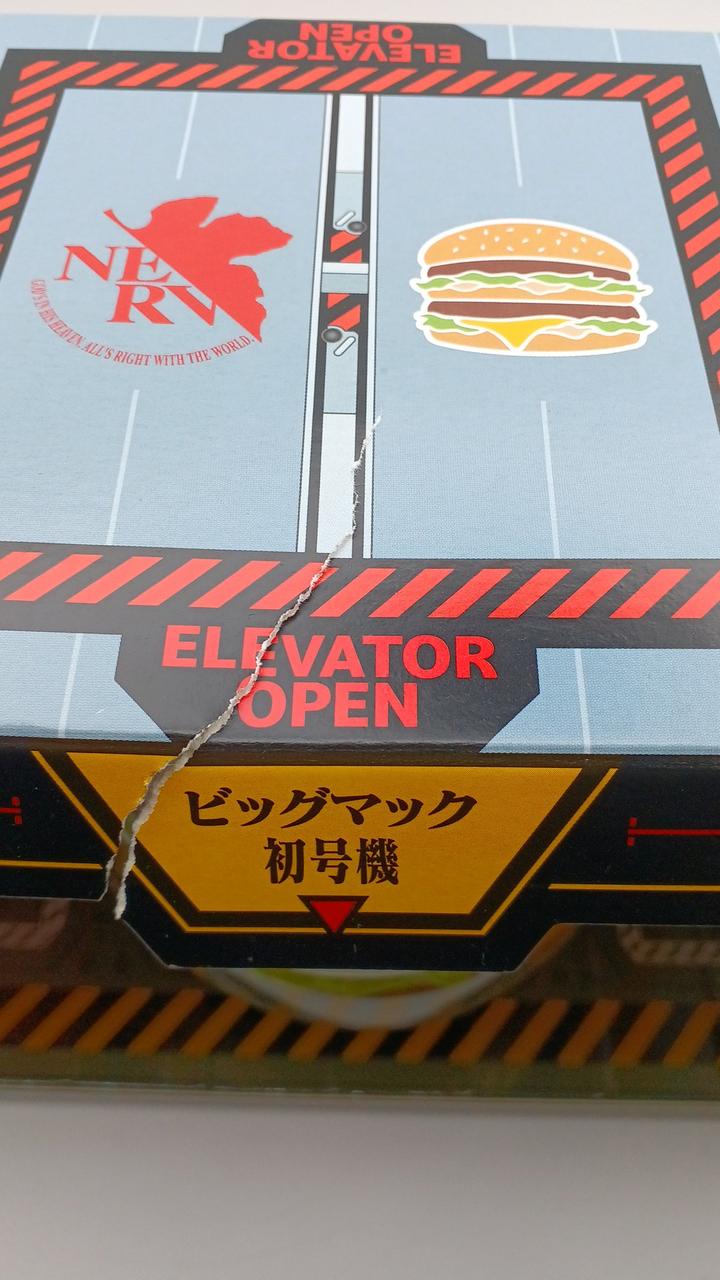 ELEVATOR
OPEN
NERV
GOD'S IN HIS HEAVEN. ALL'S RIGHT WITH THE WORLD.
ELEVATOR
OPEN
ビッグマック
初号機